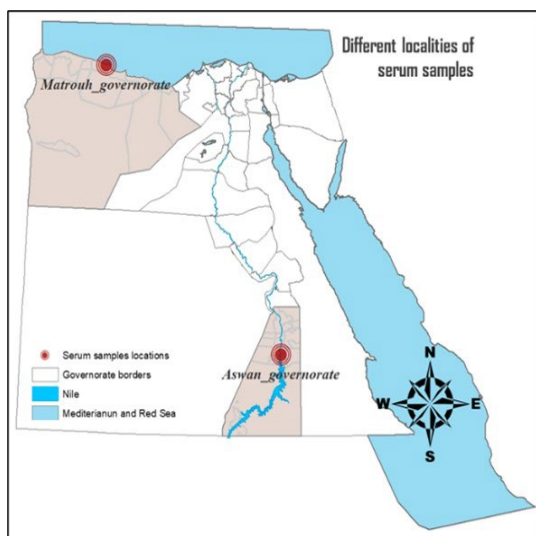 Different localities of
serum samples
Matrouh_governorate
Serum samples locations
Governorate borders
Nile
Mediterianun and Red Sea
Aswan_governorate
N
W
E
S